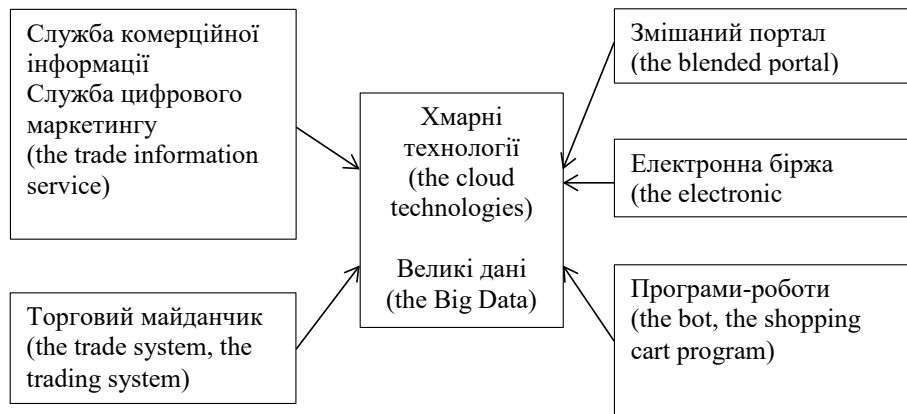 Служба комерційної
інформації
Служба цифрового
маркетингу
(the trade information
service)
Торговий майданчик
(the trade system, the
trading system)
Хмарні
технології
(the cloud
technologies)
Великі дані
(the Big Data)
Змішаний портал
(the blended portal)
Електронна біржа
(the electronic
Програми-роботи
(the bot, the shopping
cart program)